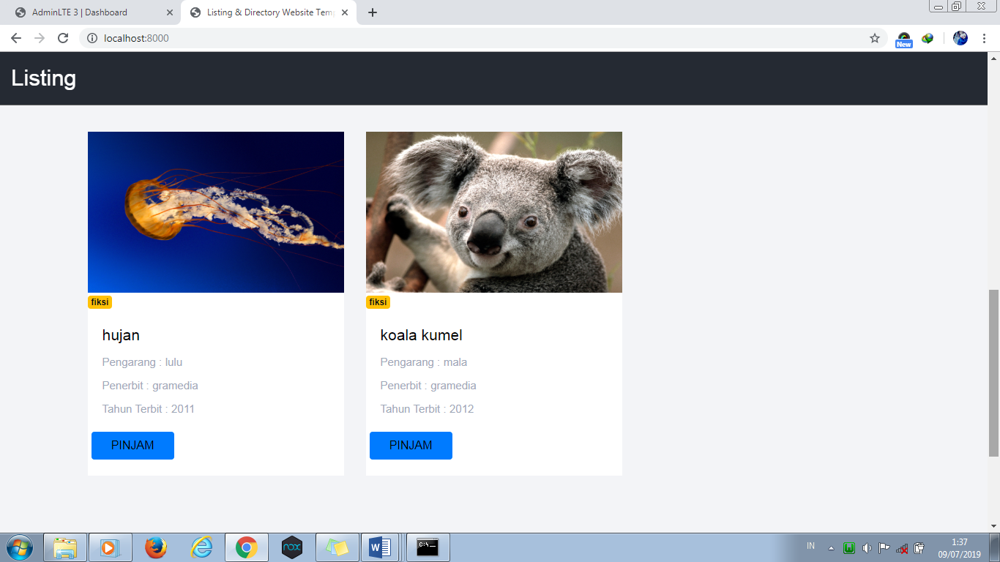 AdminLTE 3 | Dashboard
Listing & Directory Website Temp
localhost:8000
New
Listing
fiksi
hujan
Pengarang : lulu
Penerbit : gramedia
Tahun Terbit : 2011
PINJAM
fiksi
koala kumel
Pengarang : mala
Penerbit : gramedia
Tahun Terbit : 2012
PINJAM
nox
W
C:\
IN
W
1:37
09/07/2019